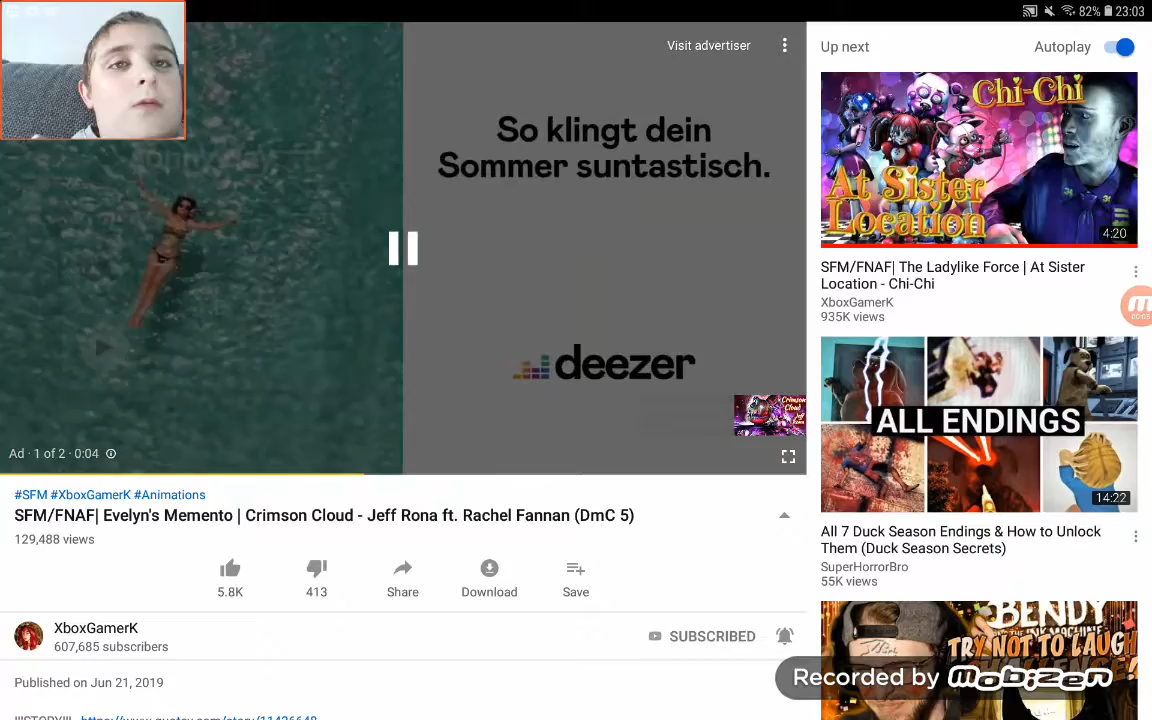 82% 23:03
Visit advertiser
Up next
Autoplay
So klingt dein
Sommer suntastisch.
deezer
Ad · 1 of 2 · 0:04
Chi-Chi
At Sister
Location
4:20
SFM/FNAF| The Ladylike Force | At Sister
Location - Chi-Chi
XboxGamerK
935K views
ALL ENDINGS
14:22
All 7 Duck Season Endings & How to Unlock
Them (Duck Season Secrets)
SuperHorrorBro
55K views
BENDY
TRY NOT TO LAUGH
Crimson
Cloud
Jeff
Rona
#SFM #XboxGamerK #Animations
SFM/FNAF| Evelyn's Memento | Crimson Cloud - Jeff Rona ft. Rachel Fannan (DmC 5)
129,488 views
5.8K
413
Share
Download
Save
XboxGamerK
607,685 subscribers
SUBSCRIBED
Published on Jun 21, 2019
Recorded by mobizen